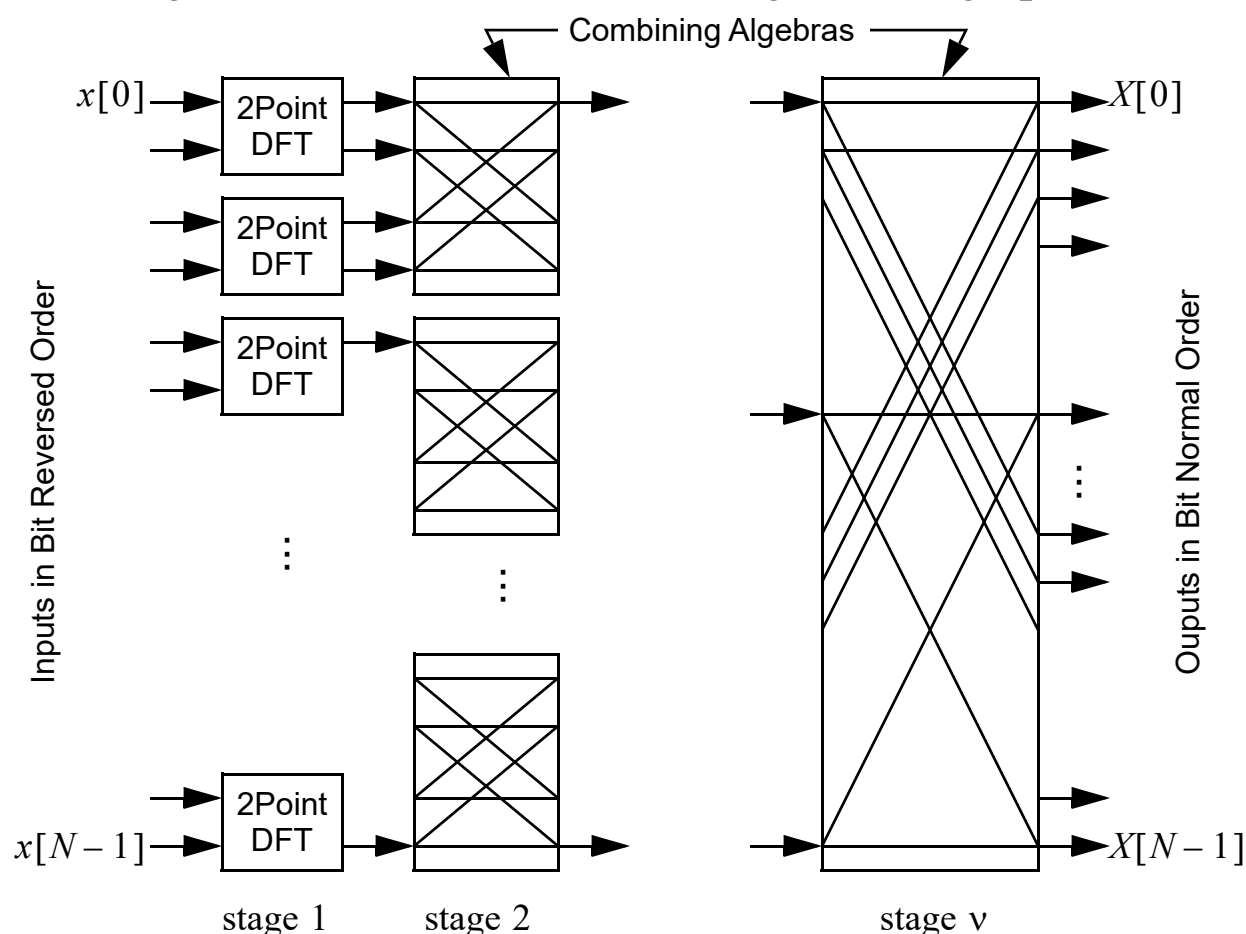 Combining Algebras
x[0]
2Point
DFT
X[0]
2Point
DFT
2Point
DFT
Inputs in Bit Reversed Order
Ouputs in Bit Normal Order
⋮
⋮
⋮
2Point
DFT
x[N – 1]
X[N – 1]
stage 1
stage 2
stage ν